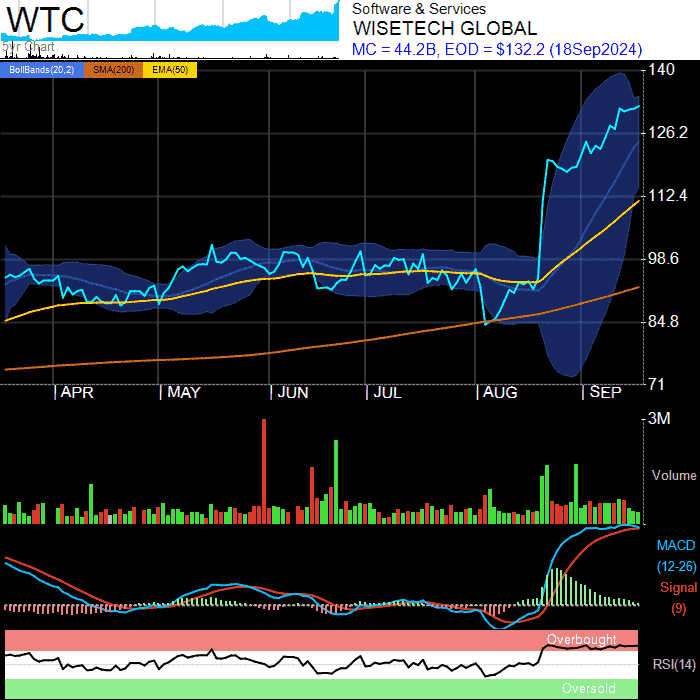 WTC
5yr Chart
Software & Services
WISETECH GLOBAL
MC = 44.2B, EOD = $132.2 (18Sep2024)
BollBands(20,2) SMA(200) EMA(50)
140
126.2
112.4
98.6
84.8
71
APR MAY JUN JUL AUG SEP
3M
Volume
MACD
(12-26)
Signal
(9)
Overbought
RSI(14)
Oversold